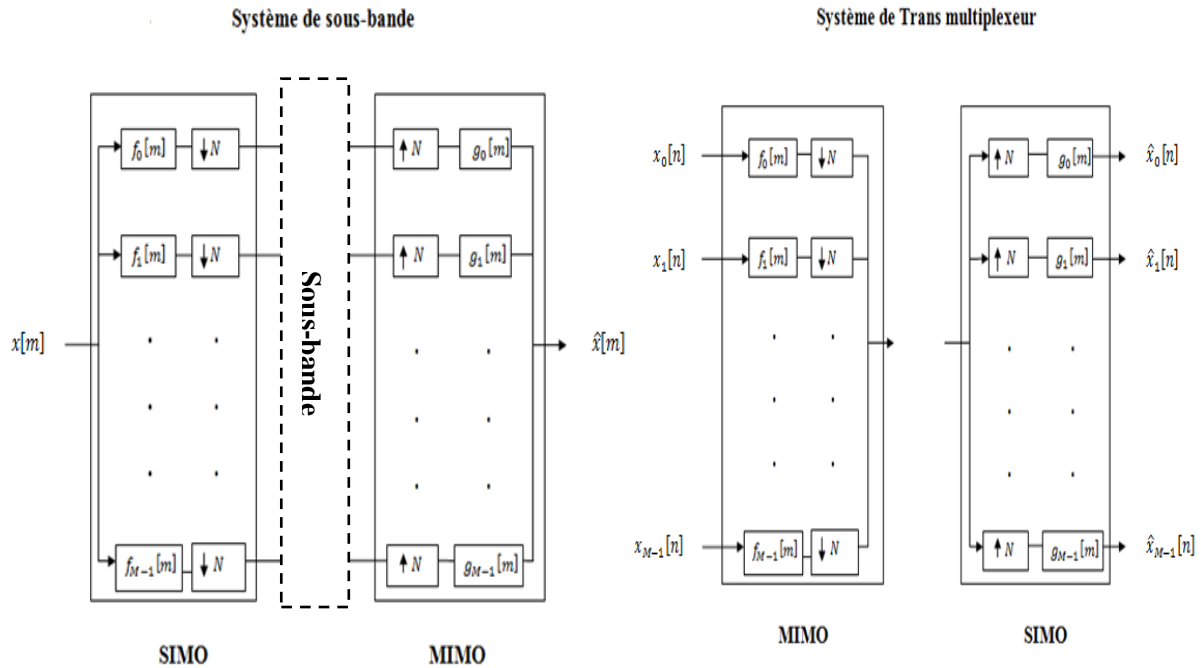 Système de sous-bande
f₀[m] ↓ N
↑ N g₀[m]
f₁[m] ↓ N
↑ N g₁[m]
Sous-bande
x[m]
x̂[m]
f_{M−1}[m] ↓ N
↑ N g_{M−1}[m]
SIMO
MIMO
Système de Trans multiplexeur
x₀[n] f₀[m] ↓ N
↑ N g₀[m] x̂₀[n]
x₁[n] f₁[m] ↓ N
↑ N g₁[m] x̂₁[n]
x_{M−1}[n] f_{M−1}[m] ↓ N
↑ N g_{M−1}[m] x̂_{M−1}[n]
MIMO
SIMO